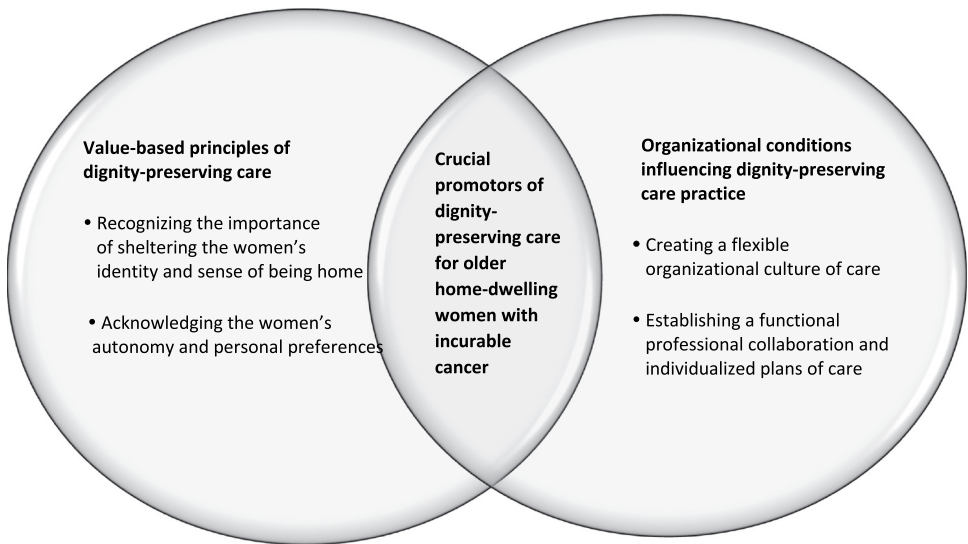 Value-based principles of
dignity-preserving care
• Recognizing the importance
of sheltering the women’s
identity and sense of being home
• Acknowledging the women’s
autonomy and personal preferences
Crucial
promotors of
dignity-
preserving care
for older
home-dwelling
women with
incurable
cancer
Organizational conditions
influencing dignity-preserving
care practice
• Creating a flexible
organizational culture of care
• Establishing a functional
professional collaboration and
individualized plans of care